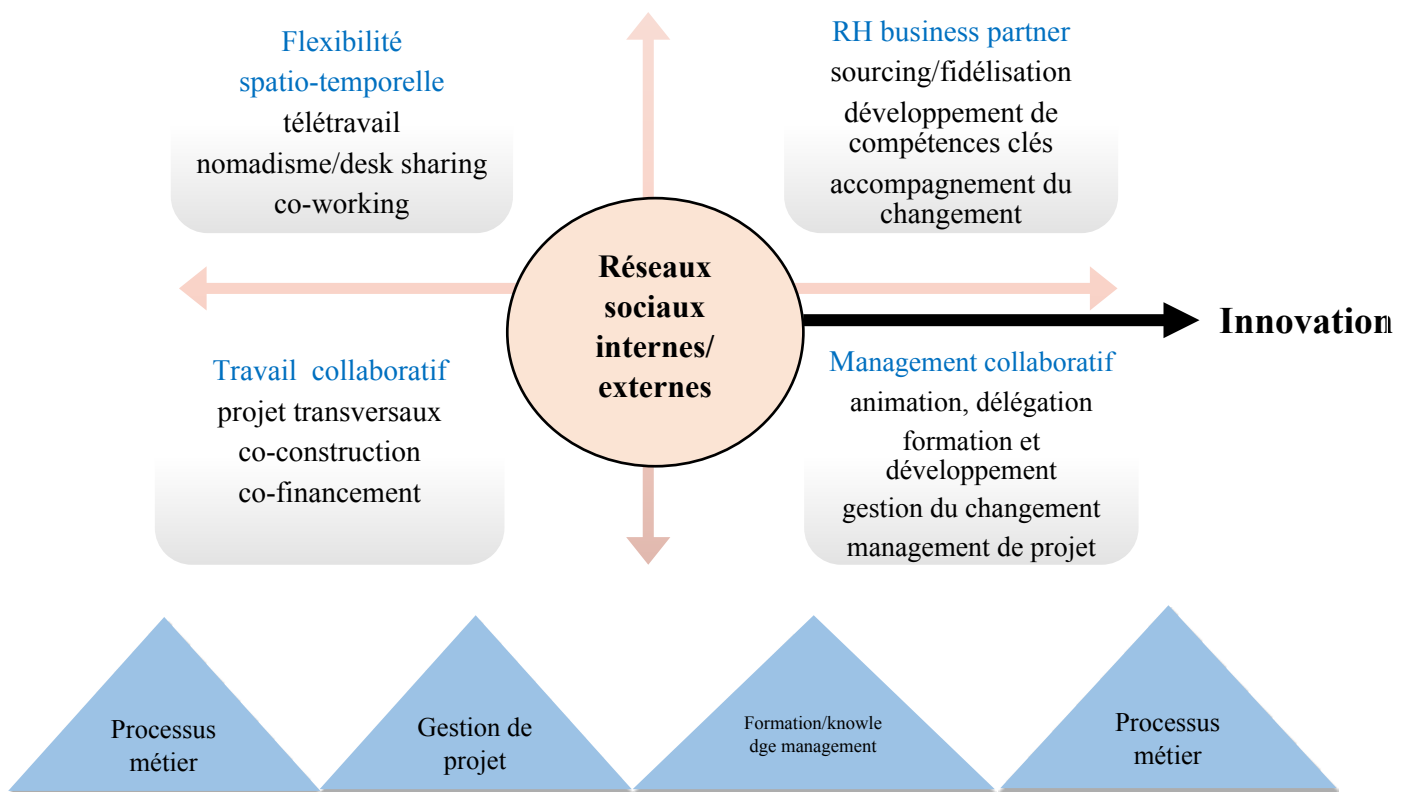 Flexibilité
spatio-temporelle
télétravail
nomadisme/desk sharing
co-working
RH business partner
sourcing/fidélisation
développement de
compétences clés
accompagnement du
changement
Réseaux
sociaux
internes/
externes
Innovation
Travail collaboratif
projet transversaux
co-construction
co-financement
Management collaboratif
animation, délégation
formation et
développement
gestion du changement
management de projet
Processus
métier
Gestion de
projet
Formation/knowle
dge management
Processus
métier